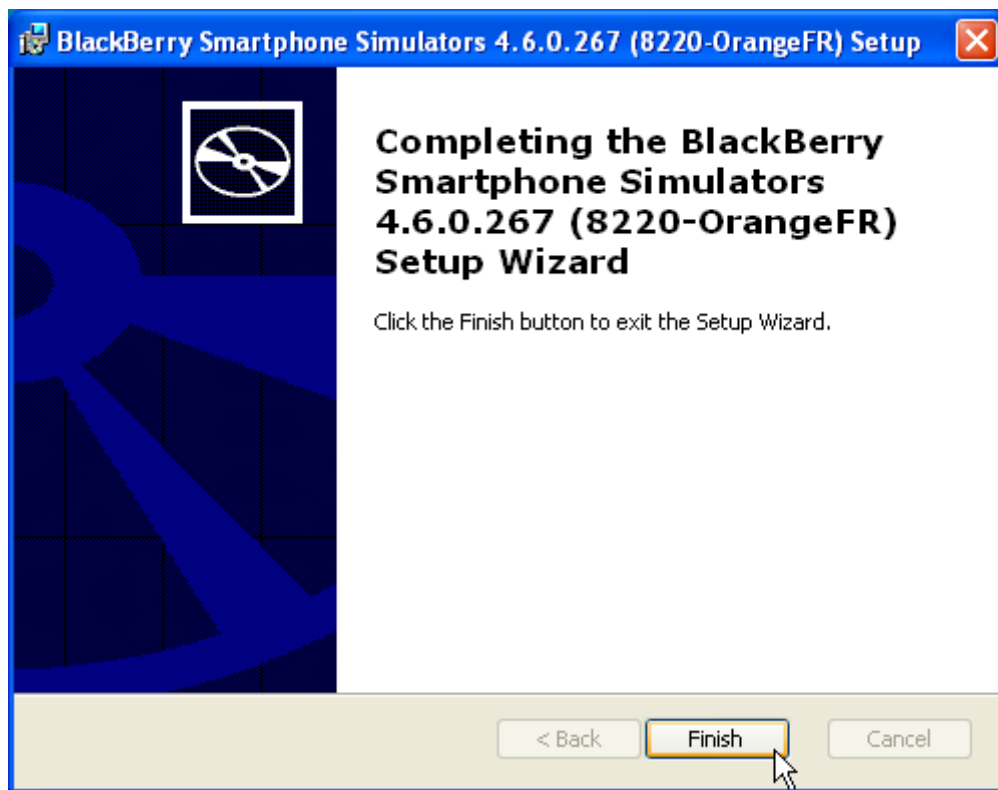 BlackBerry Smartphone Simulators 4.6.0.267 (8220-OrangeFR) Setup
Completing the BlackBerry
Smartphone Simulators
4.6.0.267 (8220-OrangeFR)
Setup Wizard
Click the Finish button to exit the Setup Wizard.
< Back
Finish
Cancel